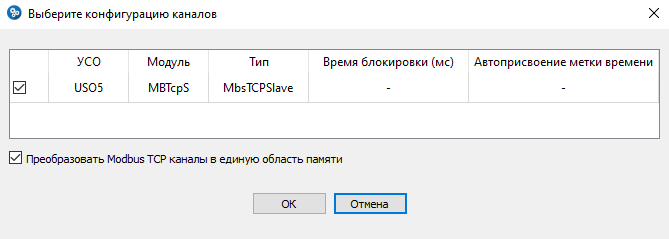 Выберите конфигурацию каналов
УСО Модуль Тип Время блокировки (мс) Автоприсвоение метки времени
USO5 MBTcpS MbsTCPSlave - -
Преобразовать Modbus TCP каналы в единую область памяти
OK Отмена